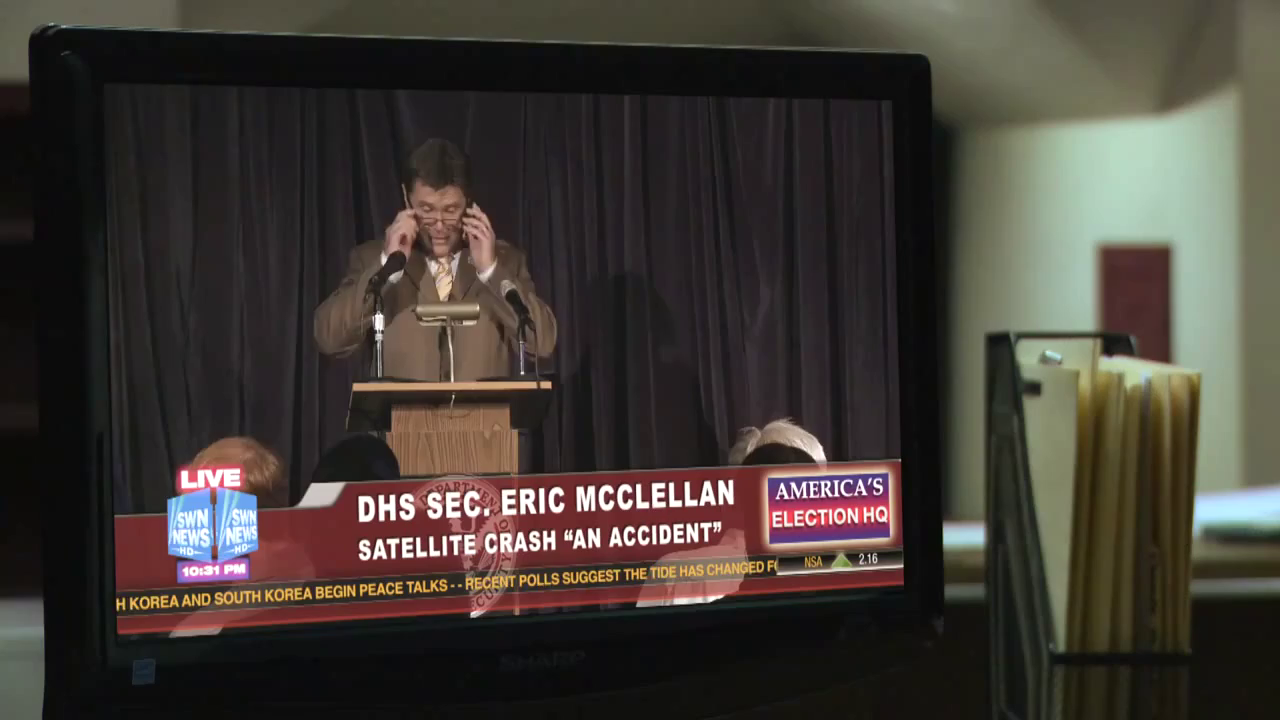 LIVE
SWN
NEWS
HD
SWN
NEWS
HD
10:31 PM
DHS SEC. ERIC MCCLELLAN
SATELLITE CRASH “AN ACCIDENT”
AMERICA'S
ELECTION HQ
NSA 2.16
H KOREA AND SOUTH KOREA BEGIN PEACE TALKS -- RECENT POLLS SUGGEST THE TIDE HAS CHANGED F
SHARP